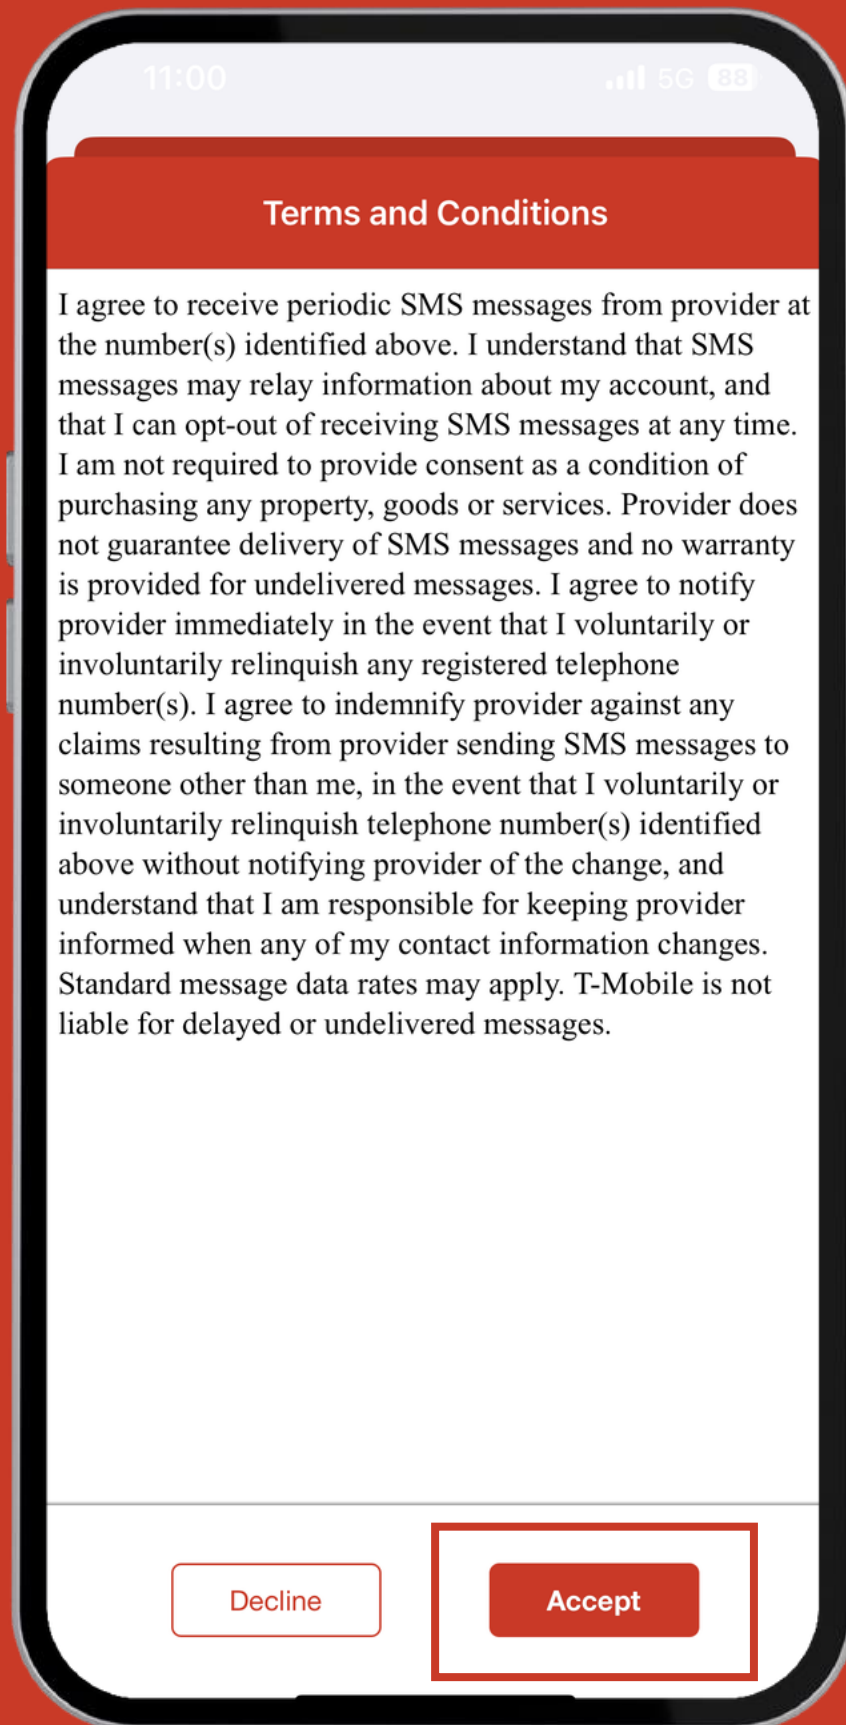 11:00 5G 88
Terms and Conditions
I agree to receive periodic SMS messages from provider at
the number(s) identified above. I understand that SMS
messages may relay information about my account, and
that I can opt-out of receiving SMS messages at any time.
I am not required to provide consent as a condition of
purchasing any property, goods or services. Provider does
not guarantee delivery of SMS messages and no warranty
is provided for undelivered messages. I agree to notify
provider immediately in the event that I voluntarily or
involuntarily relinquish any registered telephone
number(s). I agree to indemnify provider against any
claims resulting from provider sending SMS messages to
someone other than me, in the event that I voluntarily or
involuntarily relinquish telephone number(s) identified
above without notifying provider of the change, and
understand that I am responsible for keeping provider
informed when any of my contact information changes.
Standard message data rates may apply. T-Mobile is not
liable for delayed or undelivered messages.
Decline Accept